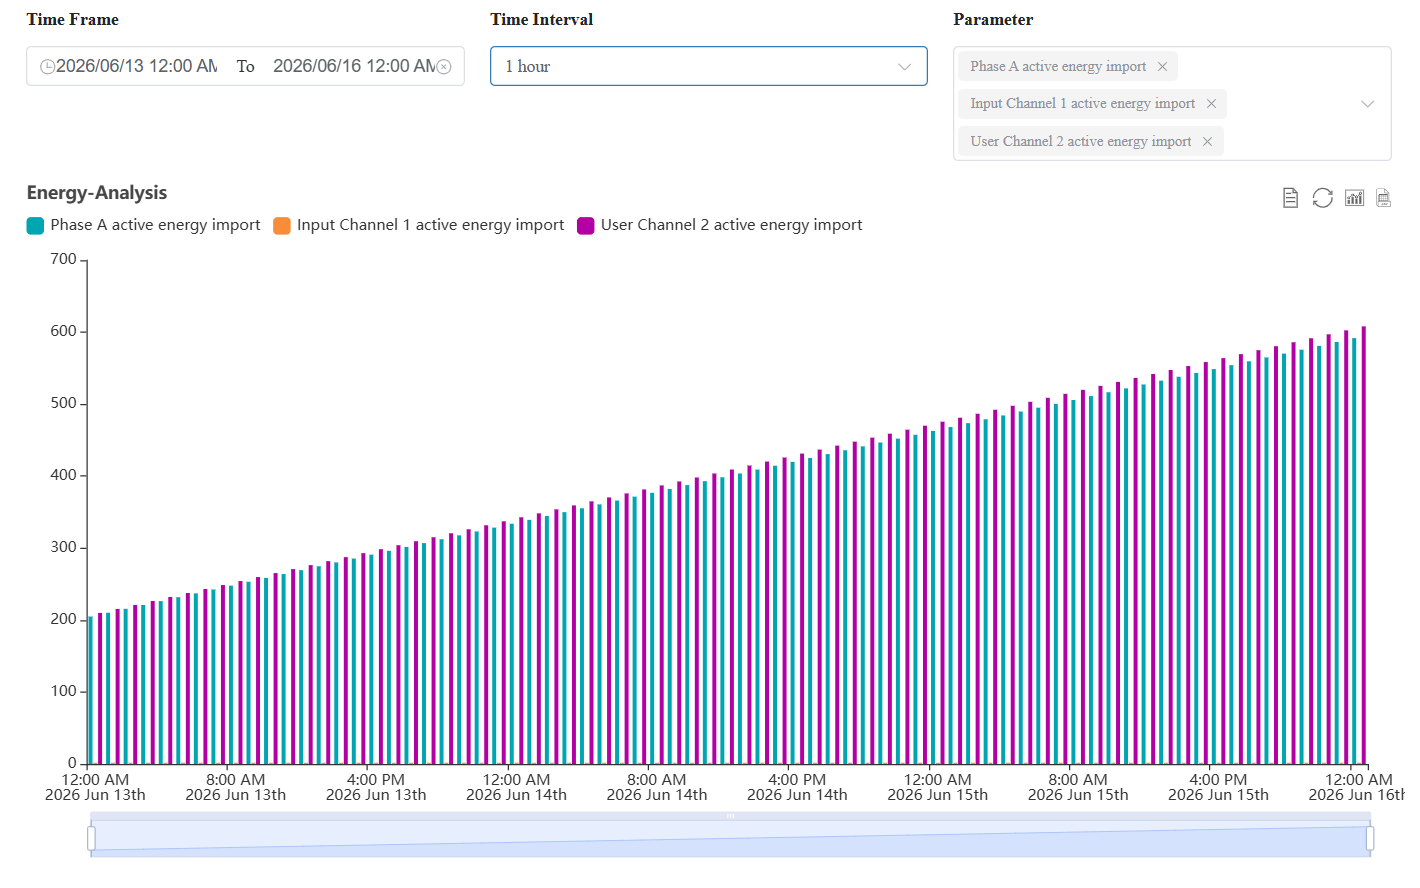 Time Frame
Time Interval
Parameter
2026/06/13 12:00 AM To 2026/06/16 12:00 AM
1 hour
Phase A active energy import
Input Channel 1 active energy import
User Channel 2 active energy import
Energy-Analysis
Phase A active energy import
Input Channel 1 active energy import
User Channel 2 active energy import
700
600
500
400
300
200
100
0
12:00 AM
2026 Jun 13th
8:00 AM
2026 Jun 13th
4:00 PM
2026 Jun 13th
12:00 AM
2026 Jun 14th
8:00 AM
2026 Jun 14th
4:00 PM
2026 Jun 14th
12:00 AM
2026 Jun 15th
8:00 AM
2026 Jun 15th
4:00 PM
2026 Jun 15th
12:00 AM
2026 Jun 16th